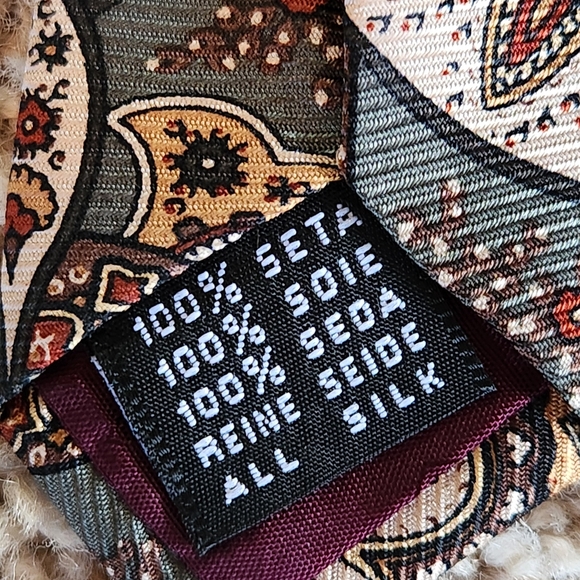 100% SETA
100% SOIE
100% SEDA
REINE SEIDE
ALL SILK